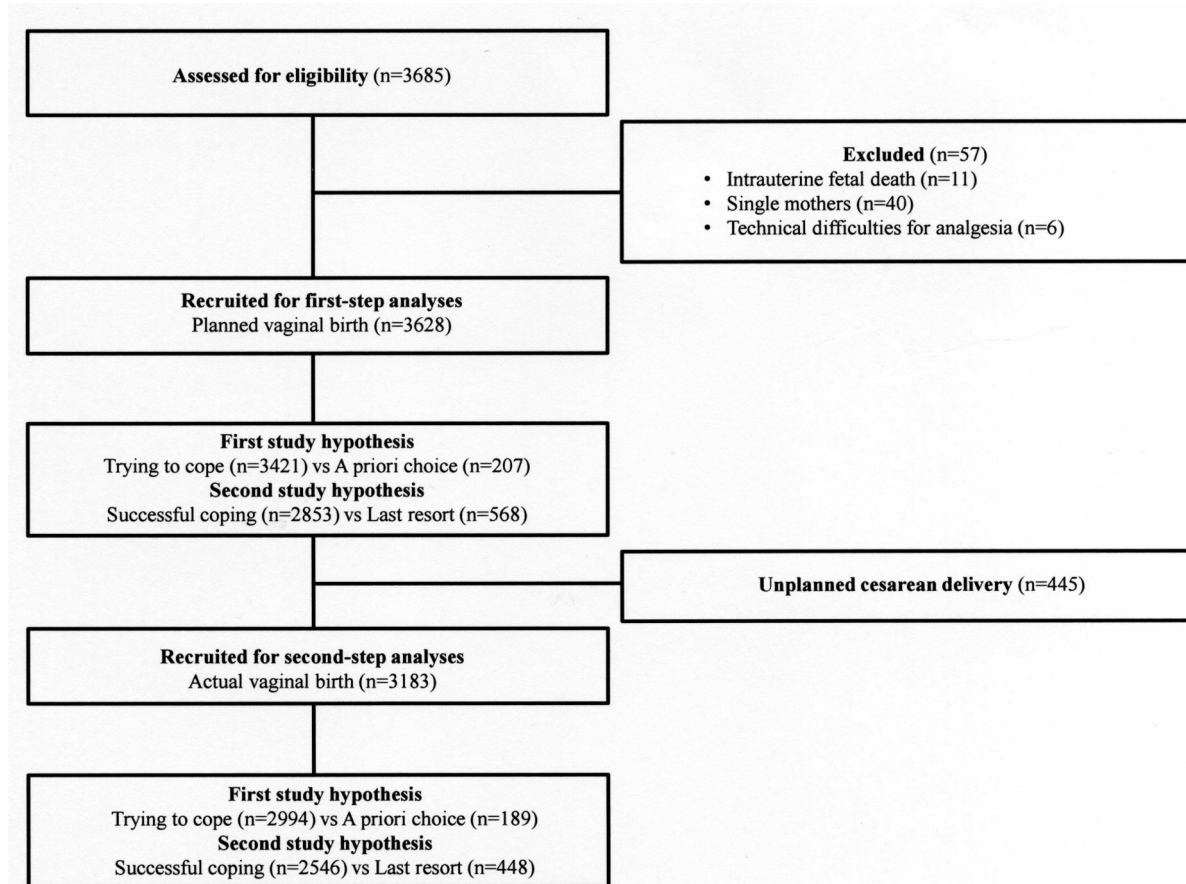 Assessed for eligibility (n=3685)
Excluded (n=57)
• Intrauterine fetal death (n=11)
• Single mothers (n=40)
• Technical difficulties for analgesia (n=6)
Recruited for first-step analyses
Planned vaginal birth (n=3628)
First study hypothesis
Trying to cope (n=3421) vs A priori choice (n=207)
Second study hypothesis
Successful coping (n=2853) vs Last resort (n=568)
Unplanned cesarean delivery (n=445)
Recruited for second-step analyses
Actual vaginal birth (n=3183)
First study hypothesis
Trying to cope (n=2994) vs A priori choice (n=189)
Second study hypothesis
Successful coping (n=2546) vs Last resort (n=448)